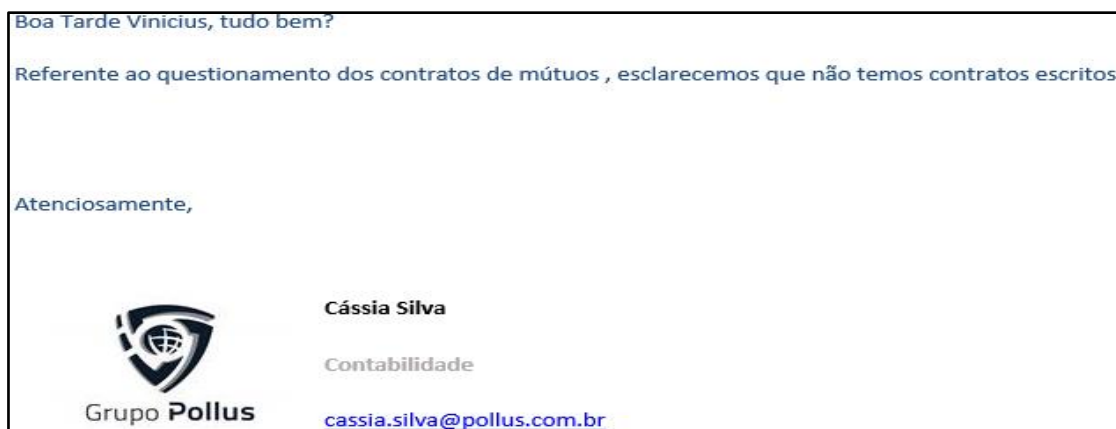 Boa Tarde Vinicius, tudo bem?
Referente ao questionamento dos contratos de mútuos , esclarecemos que não temos contratos escritos
Atenciosamente,
Cássia Silva
Contabilidade
Grupo Pollus
cassia.silva@pollus.com.br